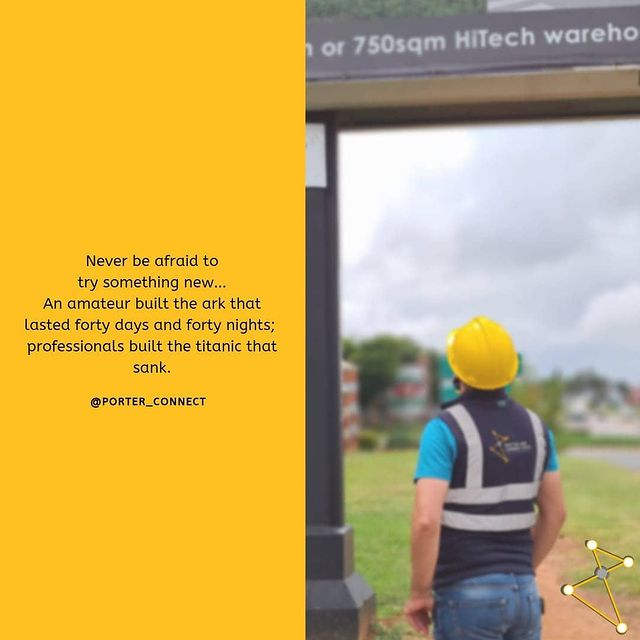 Never be afraid to
try something new...
An amateur built the ark that
lasted forty days and forty nights;
professionals built the titanic that
sank.
@PORTER_CONNECT
or 750sqm HiTech